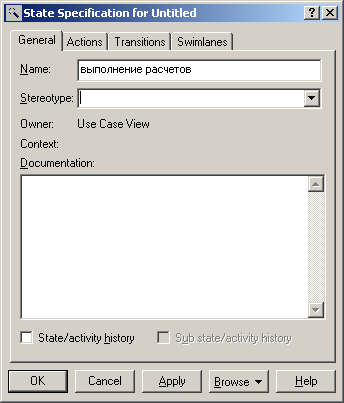 State Specification for Untitled
General Actions Transitions Swimlanes
Name: выполнение расчетов
Stereotype:
Owner: Use Case View
Context:
Documentation:
State/activity history Sub state/activity history
OK Cancel Apply Browse Help